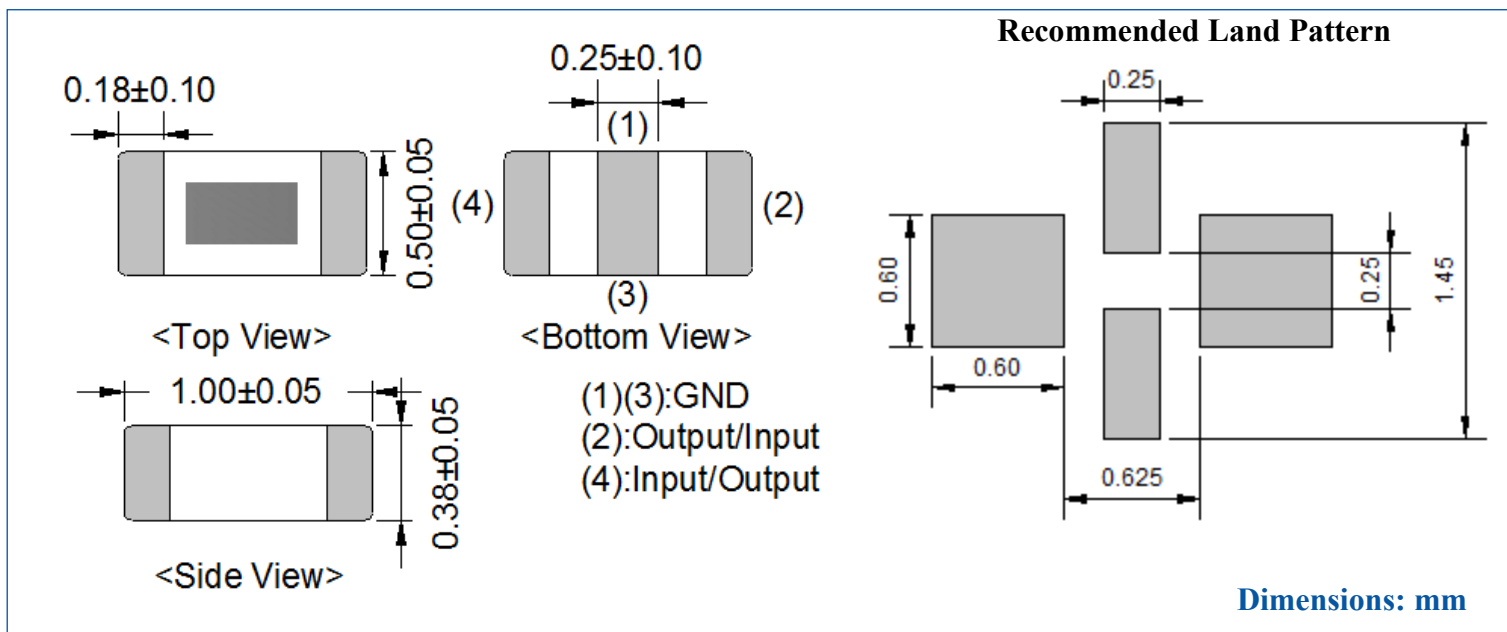 Recommended Land Pattern
0.18±0.10
0.25±0.10
(1)
0.50±0.05
(4)
(2)
(3)
<Top View>
<Bottom View>
1.00±0.05
0.38±0.05
<Side View>
(1)(3):GND
(2):Output/Input
(4):Input/Output
0.25
0.60
0.60
0.25
1.45
0.625
Dimensions: mm